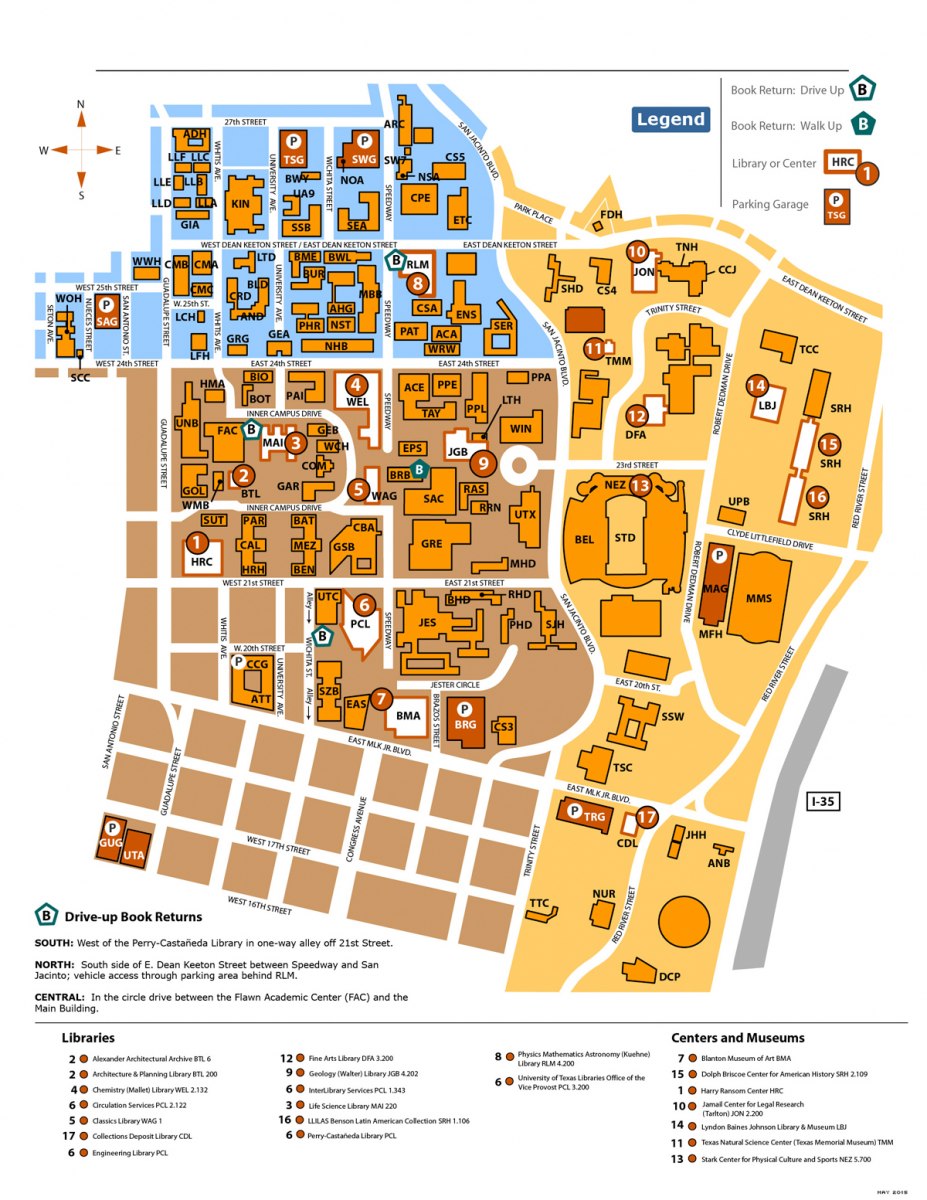 Legend
Book Return: Drive Up B
Book Return: Walk Up B
Library or Center HRC 1
Parking Garage P TSG
N
W E
S
27TH STREET
ADH
LLF LLC
LLE LLB
LLD LLA
GIA
WHITIS AVE.
KIN
UNIVERSITY AVE.
P TSG
BWY
UA9
SSB
WICHITA STREET
P SWG
NOA
SEA
SPEEDWAY
ARC
SW7
NSA
CS5
CPE
ETC
SAN JACINTO BLVD.
PARK PLACE
FDH
WEST DEAN KEETON STREET / EAST DEAN KEETON STREET
EAST DEAN KEETON STREET
EAST DEAN KEETON STREET
WWH
CMB
CMA
CMC
LTD
BLD
CRD
AND
BME
BWL
BUR
MBB
AHG
PHR
NST
NHB
B
RLM
8
CSA
ENS
PAT
ACA
WRW
SER
SHD
CS4
10
JON
TNH
CCJ
TRINITY STREET
WEST 25TH STREET
W. 25th ST.
WOH
P SAG
SETON AVE.
NUECES STREET
SAN ANTONIO ST.
GUADALUPE STREET
LCH
WHITIS AVE.
UNIVERSITY AVE.
SPEEDWAY
LFH
GRG
GEA
SCC
WEST 24th STREET
EAST 24th STREET
EAST 24th STREET
SAN JACINTO BLVD.
11
TMM
12
DFA
ROBERT DEDMAN DRIVE
TCC
14
LBJ
SRH
15
SRH
16
SRH
RED RIVER STREET
HMA
BIO
BOT
PAI
4
WEL
SPEEDWAY
ACE
PPE
TAY
PPL
LTH
PPA
WIN
INNER CAMPUS DRIVE
UNB
FAC
B
MAI
3
GEB
WCH
COM
GAR
EPS
BRB
B
JGB
9
GUADALUPE STREET
GOL
WMB
2
BTL
5
WAG
SAC
RAS
RRN
UTX
23rd STREET
NEZ
13
BEL
STD
UPB
CLYDE LITTLEFIELD DRIVE
INNER CAMPUS DRIVE
SUT
PAR
BAT
CAL
MEZ
HRH
BEN
CBA
GSB
GRE
MHD
1
HRC
WEST 21st STREET
EAST 21st STREET
ROBERT DEDMAN DRIVE
P
MAG
MFH
MMS
Alley
UTC
6
PCL
B
SPEEDWAY
JES
BHD
RHD
PHD
SJH
SAN JACINTO BLVD.
WHITIS AVE.
W. 20th STREET
P
CCG
ATT
UNIVERSITY AVE.
WICHITA ST.
Alley
SZB
EAS
7
BMA
JESTER CIRCLE
BRAZOS STREET
P
BRG
CS3
EAST 20th ST.
SSW
TSC
RED RIVER STREET
SAN ANTONIO STREET
GUADALUPE STREET
EAST MLK JR. BLVD.
EAST MLK JR. BLVD.
CONGRESS AVENUE
TRINITY STREET
P TRG
17
CDL
JHH
ANB
I-35
P
GUG
UTA
WEST 17TH STREET
WEST 16TH STREET
TTC
NUR
RED RIVER STREET
DCP
B Drive-up Book Returns
SOUTH: West of the Perry-Castañeda Library in one-way alley off 21st Street.
NORTH: South side of E. Dean Keeton Street between Speedway and San
Jacinto; vehicle access through parking area behind RLM.
CENTRAL: In the circle drive between the Flawn Academic Center (FAC) and the
Main Building.
Libraries
2 Alexander Architectural Archive BTL 6
2 Architecture & Planning Library BTL 200
4 Chemistry (Mallet) Library WEL 2.132
6 Circulation Services PCL 2.122
5 Classics Library WAG 1
17 Collections Deposit Library CDL
6 Engineering Library PCL
12 Fine Arts Library DFA 3.200
9 Geology (Walter) Library JGB 4.202
6 InterLibrary Services PCL 1.343
3 Life Science Library MAI 220
16 LLILAS Benson Latin American Collection SRH 1.106
6 Perry-Castañeda Library PCL
8 Physics Mathematics Astronomy (Kuehne)
Library RLM 4.200
6 University of Texas Libraries Office of the
Vice Provost PCL 3.200
Centers and Museums
7 Blanton Museum of Art BMA
15 Dolph Briscoe Center for American History SRH 2.109
1 Harry Ransom Center HRC
10 Jamail Center for Legal Research
(Tarlton) JON 2.200
14 Lyndon Baines Johnson Library & Museum LBJ
11 Texas Natural Science Center (Texas Memorial Museum) TMM
13 Stark Center for Physical Culture and Sports NEZ 5.700